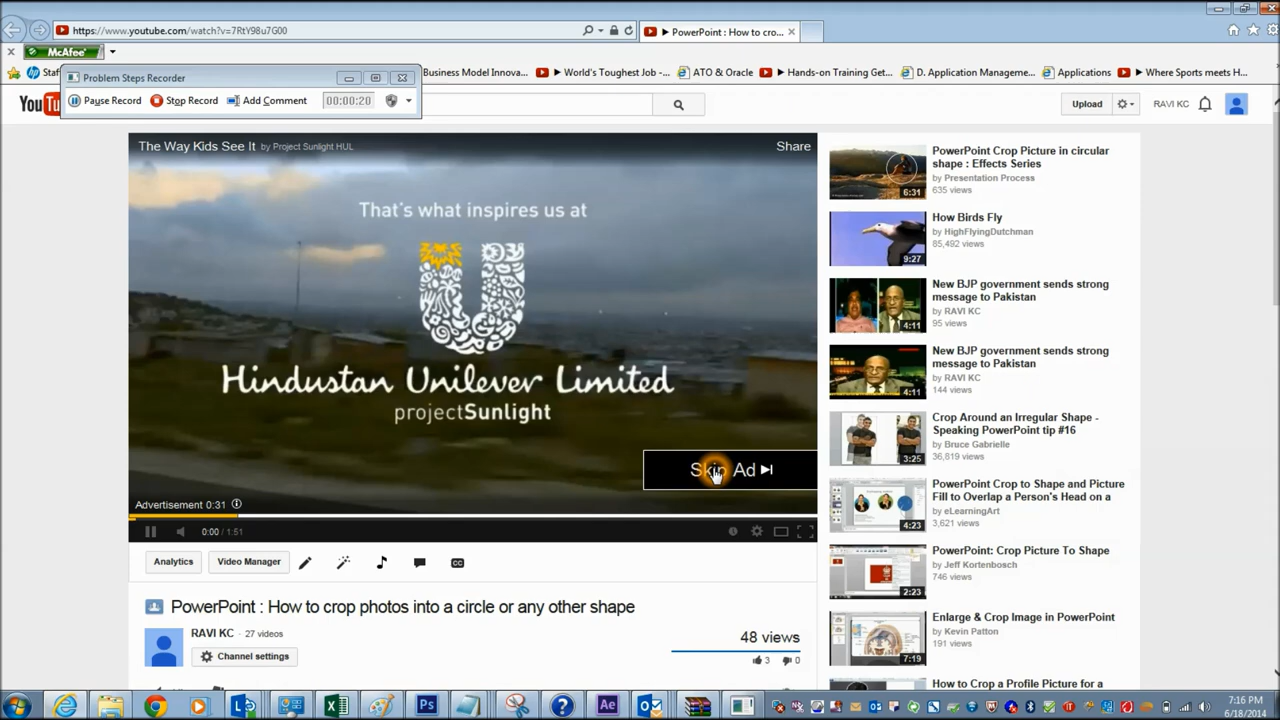 https://www.youtube.com/watch?v=7RtY98u7G00
PowerPoint : How to cro...
McAfee
Staf
Business Model Innova...
World's Toughest Job -...
ATO & Oracle
Hands-on Training Get...
D. Application Manageme...
Applications
Where Sports meets H...
Problem Steps Recorder
Pause Record
Stop Record
Add Comment
00:00:20
You
Upload
RAVI KC
The Way Kids See It by Project Sunlight HUL
Share
That's what inspires us at
Hindustan Unilever Limited
projectSunlight
Skip Ad
Advertisement 0:31
0:00 / 1:51
Analytics
Video Manager
CC
PowerPoint : How to crop photos into a circle or any other shape
RAVI KC · 27 videos
Channel settings
48 views
3
0
PowerPoint Crop Picture in circular
shape : Effects Series
by Presentation Process
635 views
6:31
How Birds Fly
by HighFlyingDutchman
85,492 views
9:27
New BJP government sends strong
message to Pakistan
by RAVI KC
95 views
4:11
New BJP government sends strong
message to Pakistan
by RAVI KC
144 views
4:11
Crop Around an Irregular Shape -
Speaking PowerPoint tip #16
by Bruce Gabrielle
36,819 views
3:25
PowerPoint Crop to Shape and Picture
Fill to Overlap a Person's Head on a
by eLearningArt
3,621 views
4:23
PowerPoint: Crop Picture To Shape
by Jeff Kortenbosch
746 views
2:23
Enlarge & Crop Image in PowerPoint
by Kevin Patton
191 views
7:19
How to Crop a Profile Picture for a
Ps
Ae
7:16 PM
6/18/2014